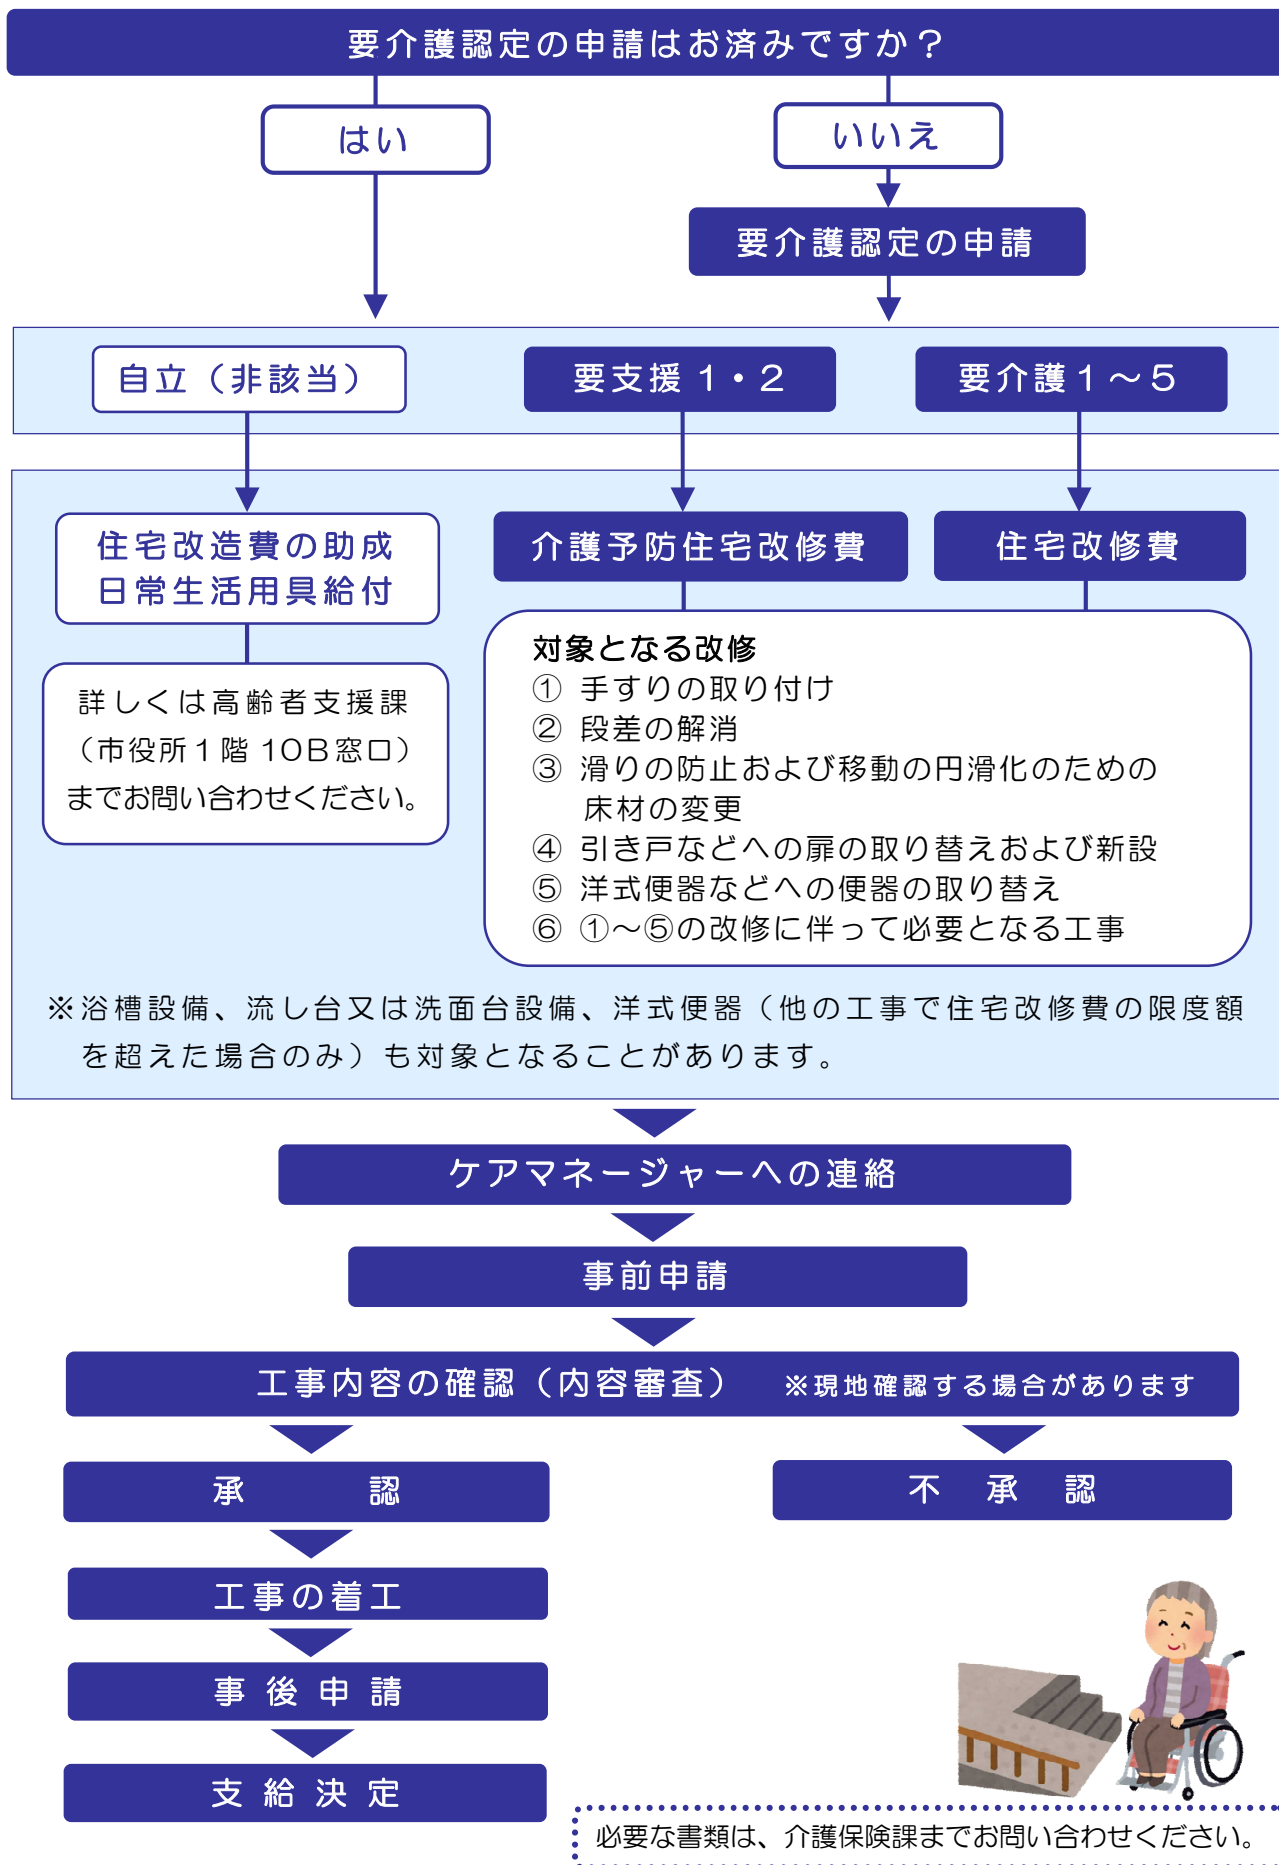 要介護認定の申請はお済みですか？
はい
いいえ
要介護認定の申請
自立（非該当）
要支援１・２
要介護１～５
住宅改造費の助成
日常生活用具給付
介護予防住宅改修費
住宅改修費
詳しくは高齢者支援課
（市役所１階 10B窓口）
までお問い合わせください。
対象となる改修
① 手すりの取り付け
② 段差の解消
③ 滑りの防止および移動の円滑化のための
床材の変更
④ 引き戸などへの扉の取り替えおよび新設
⑤ 洋式便器などへの便器の取り替え
⑥ ①～⑤の改修に伴って必要となる工事
※浴槽設備、流し台又は洗面台設備、洋式便器（他の工事で住宅改修費の限度額
を超えた場合のみ）も対象となることがあります。
ケアマネージャーへの連絡
事前申請
工事内容の確認（内容審査） ※現地確認する場合があります
承認
不承認
工事の着工
事後申請
支給決定
必要な書類は、介護保険課までお問い合わせください。